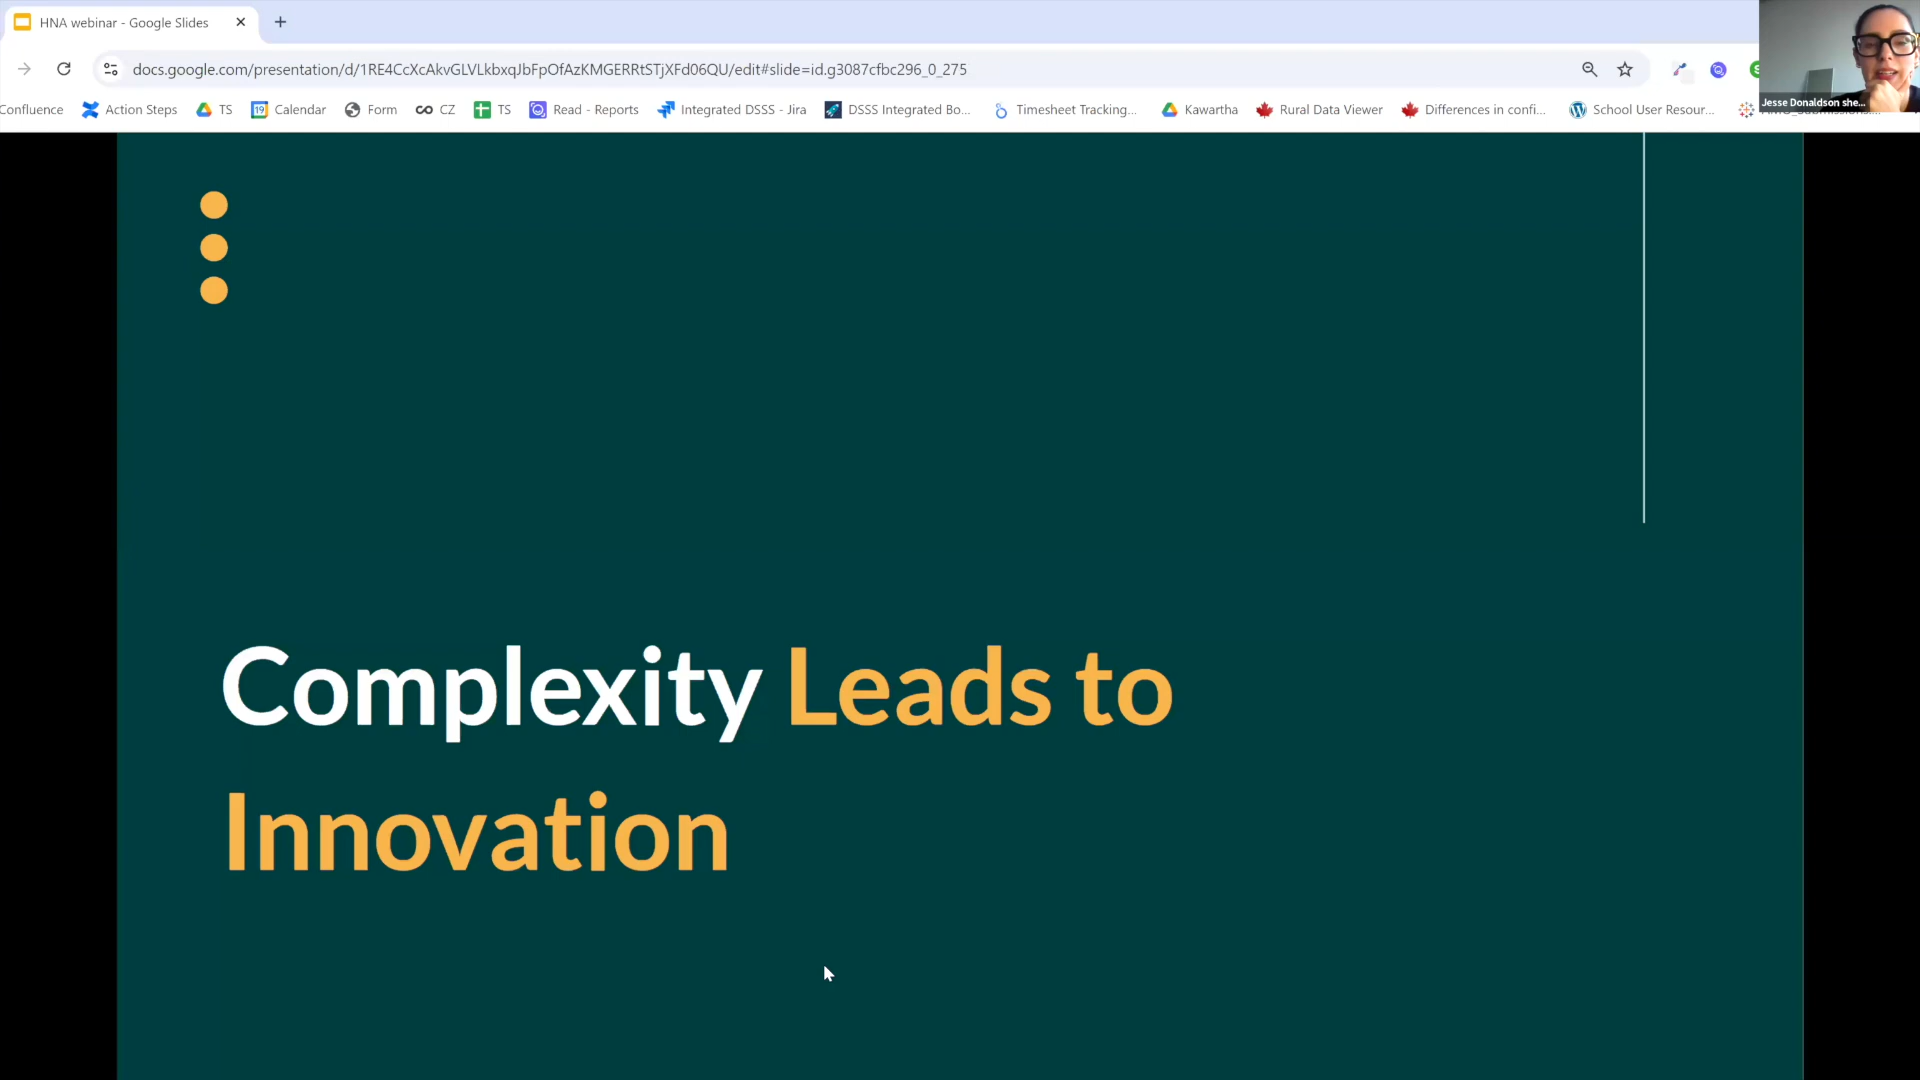 HNA webinar - Google Slides
docs.google.com/presentation/d/1RE4CcXcAkvGLVLkbxqJbFpOfAzKMGERRtSTjXFd06QU/edit#slide=id.g3087cfbc296_0_275
Confluence Action Steps TS 19 Calendar Form CZ TS Read - Reports Integrated DSSS - Jira DSSS Integrated Bo... Timesheet Tracking... Kawartha Rural Data Viewer Differences in confi... School User Resour...
Jesse Donaldson she...
Complexity Leads to
Innovation